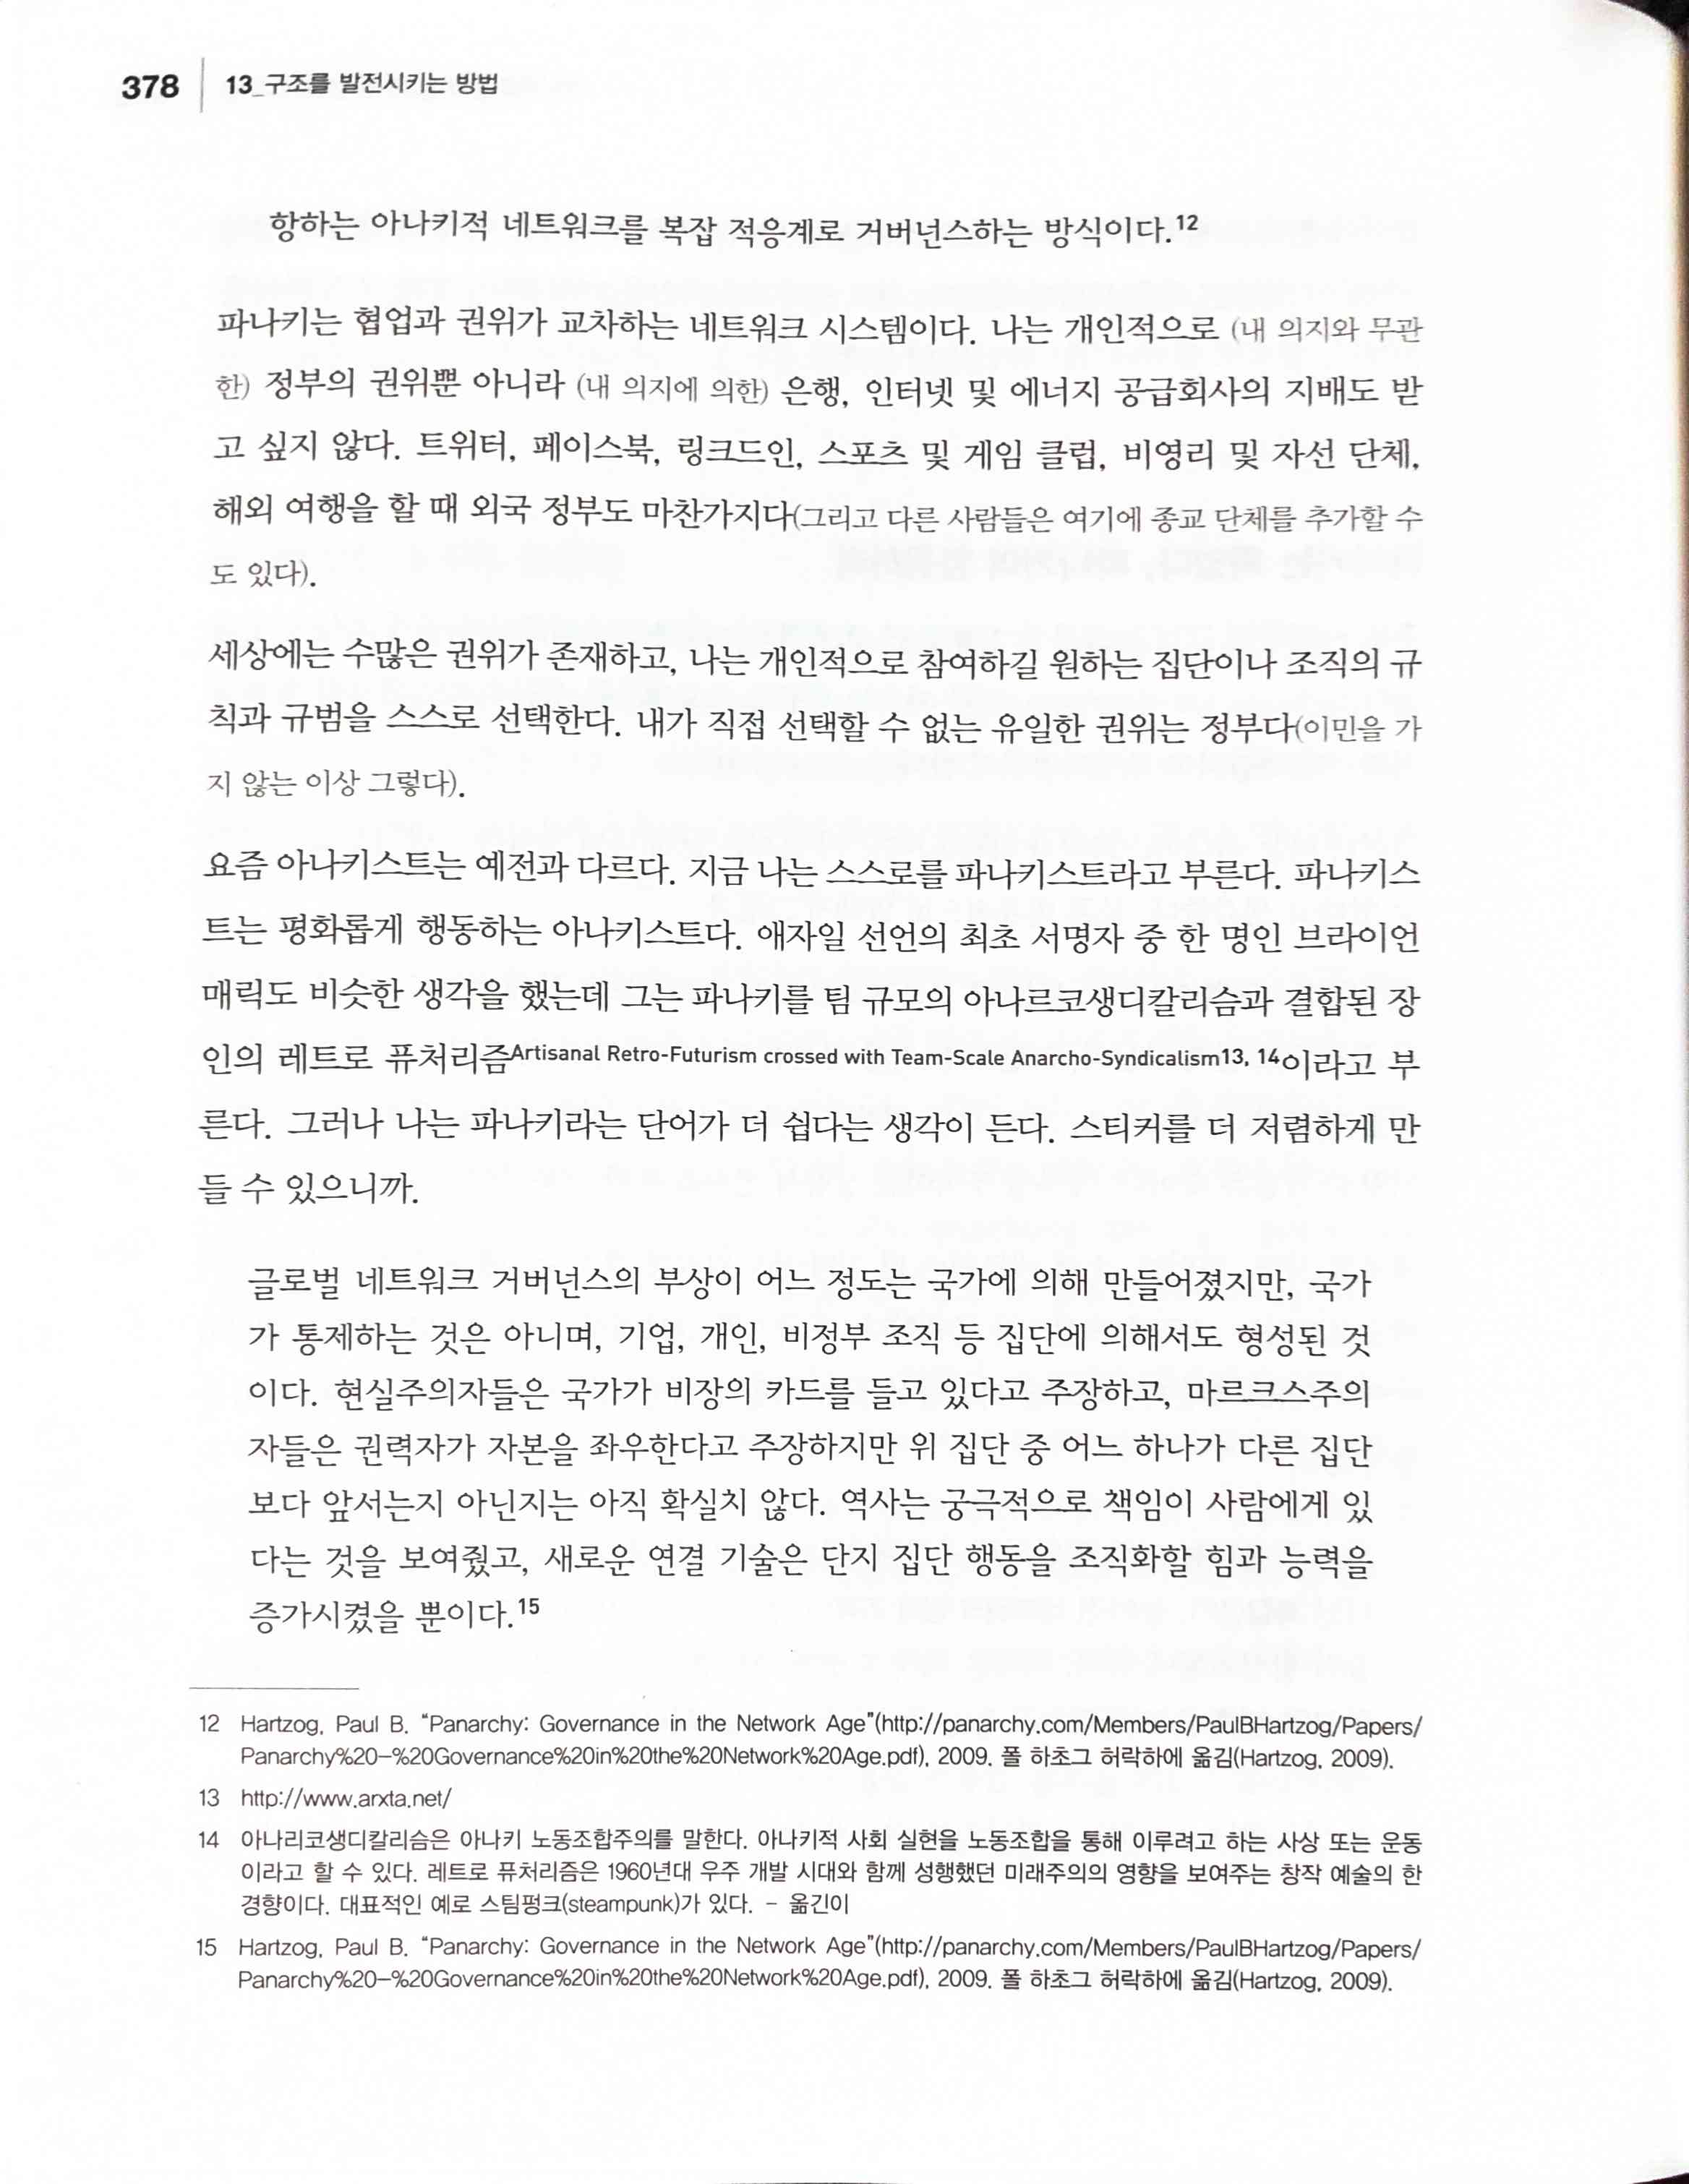 378 13_구조를 발전시키는 방법
항하는 아나키적 네트워크를 복잡 적응계로 거버넌스하는 방식이다.12
파나키는 협업과 권위가 교차하는 네트워크 시스템이다. 나는 개인적으로 (내 의지와 무관
한) 정부의 권위뿐 아니라 (내 의지에 의한) 은행, 인터넷 및 에너지 공급회사의 지배도 받
고 싶지 않다. 트위터, 페이스북, 링크드인, 스포츠 및 게임 클럽, 비영리 및 자선 단체,
해외 여행을 할 때 외국 정부도 마찬가지다(그리고 다른 사람들은 여기에 종교 단체를 추가할 수
도 있다).
세상에는 수많은 권위가 존재하고, 나는 개인적으로 참여하길 원하는 집단이나 조직의 규
칙과 규범을 스스로 선택한다. 내가 직접 선택할 수 없는 유일한 권위는 정부다(이민을 가
지 않는 이상 그렇다).
요즘 아나키스트는 예전과 다르다. 지금 나는 스스로를 파나키스트라고 부른다. 파나키스
트는 평화롭게 행동하는 아나키스트다. 애자일 선언의 최초 서명자 중 한 명인 브라이언
매릭도 비슷한 생각을 했는데 그는 파나키를 팀 규모의 아나르코생디칼리슴과 결합된 장
인의 레트로 퓨처리즘Artisanal Retro-Futurism crossed with Team-Scale Anarcho-Syndicalism13, 14이라고 부
른다. 그러나 나는 파나키라는 단어가 더 쉽다는 생각이 든다. 스티커를 더 저렴하게 만
들 수 있으니까.
글로벌 네트워크 거버넌스의 부상이 어느 정도는 국가에 의해 만들어졌지만, 국가
가 통제하는 것은 아니며, 기업, 개인, 비정부 조직 등 집단에 의해서도 형성된 것
이다. 현실주의자들은 국가가 비장의 카드를 들고 있다고 주장하고, 마르크스주의
자들은 권력자가 자본을 좌우한다고 주장하지만 위 집단 중 어느 하나가 다른 집단
보다 앞서는지 아닌지는 아직 확실치 않다. 역사는 궁극적으로 책임이 사람에게 있
다는 것을 보여줬고, 새로운 연결 기술은 단지 집단 행동을 조직화할 힘과 능력을
증가시켰을 뿐이다.15
12 Hartzog, Paul B. “Panarchy: Governance in the Network Age”(http://panarchy.com/Members/PaulBHartzog/Papers/
Panarchy%20-%20Governance%20in%20the%20Network%20Age.pdf), 2009. 폴 하초그 허락하에 옮김(Hartzog, 2009).
13 http://www.arxta.net/
14 아나리코생디칼리슴은 아나키 노동조합주의를 말한다. 아나키적 사회 실현을 노동조합을 통해 이루려고 하는 사상 또는 운동
이라고 할 수 있다. 레트로 퓨처리즘은 1960년대 우주 개발 시대와 함께 성행했던 미래주의의 영향을 보여주는 창작 예술의 한
경향이다. 대표적인 예로 스팀펑크(steampunk)가 있다. - 옮긴이
15 Hartzog, Paul B. “Panarchy: Governance in the Network Age”(http://panarchy.com/Members/PaulBHartzog/Papers/
Panarchy%20-%20Governance%20in%20the%20Network%20Age.pdf), 2009. 폴 하초그 허락하에 옮김(Hartzog, 2009).